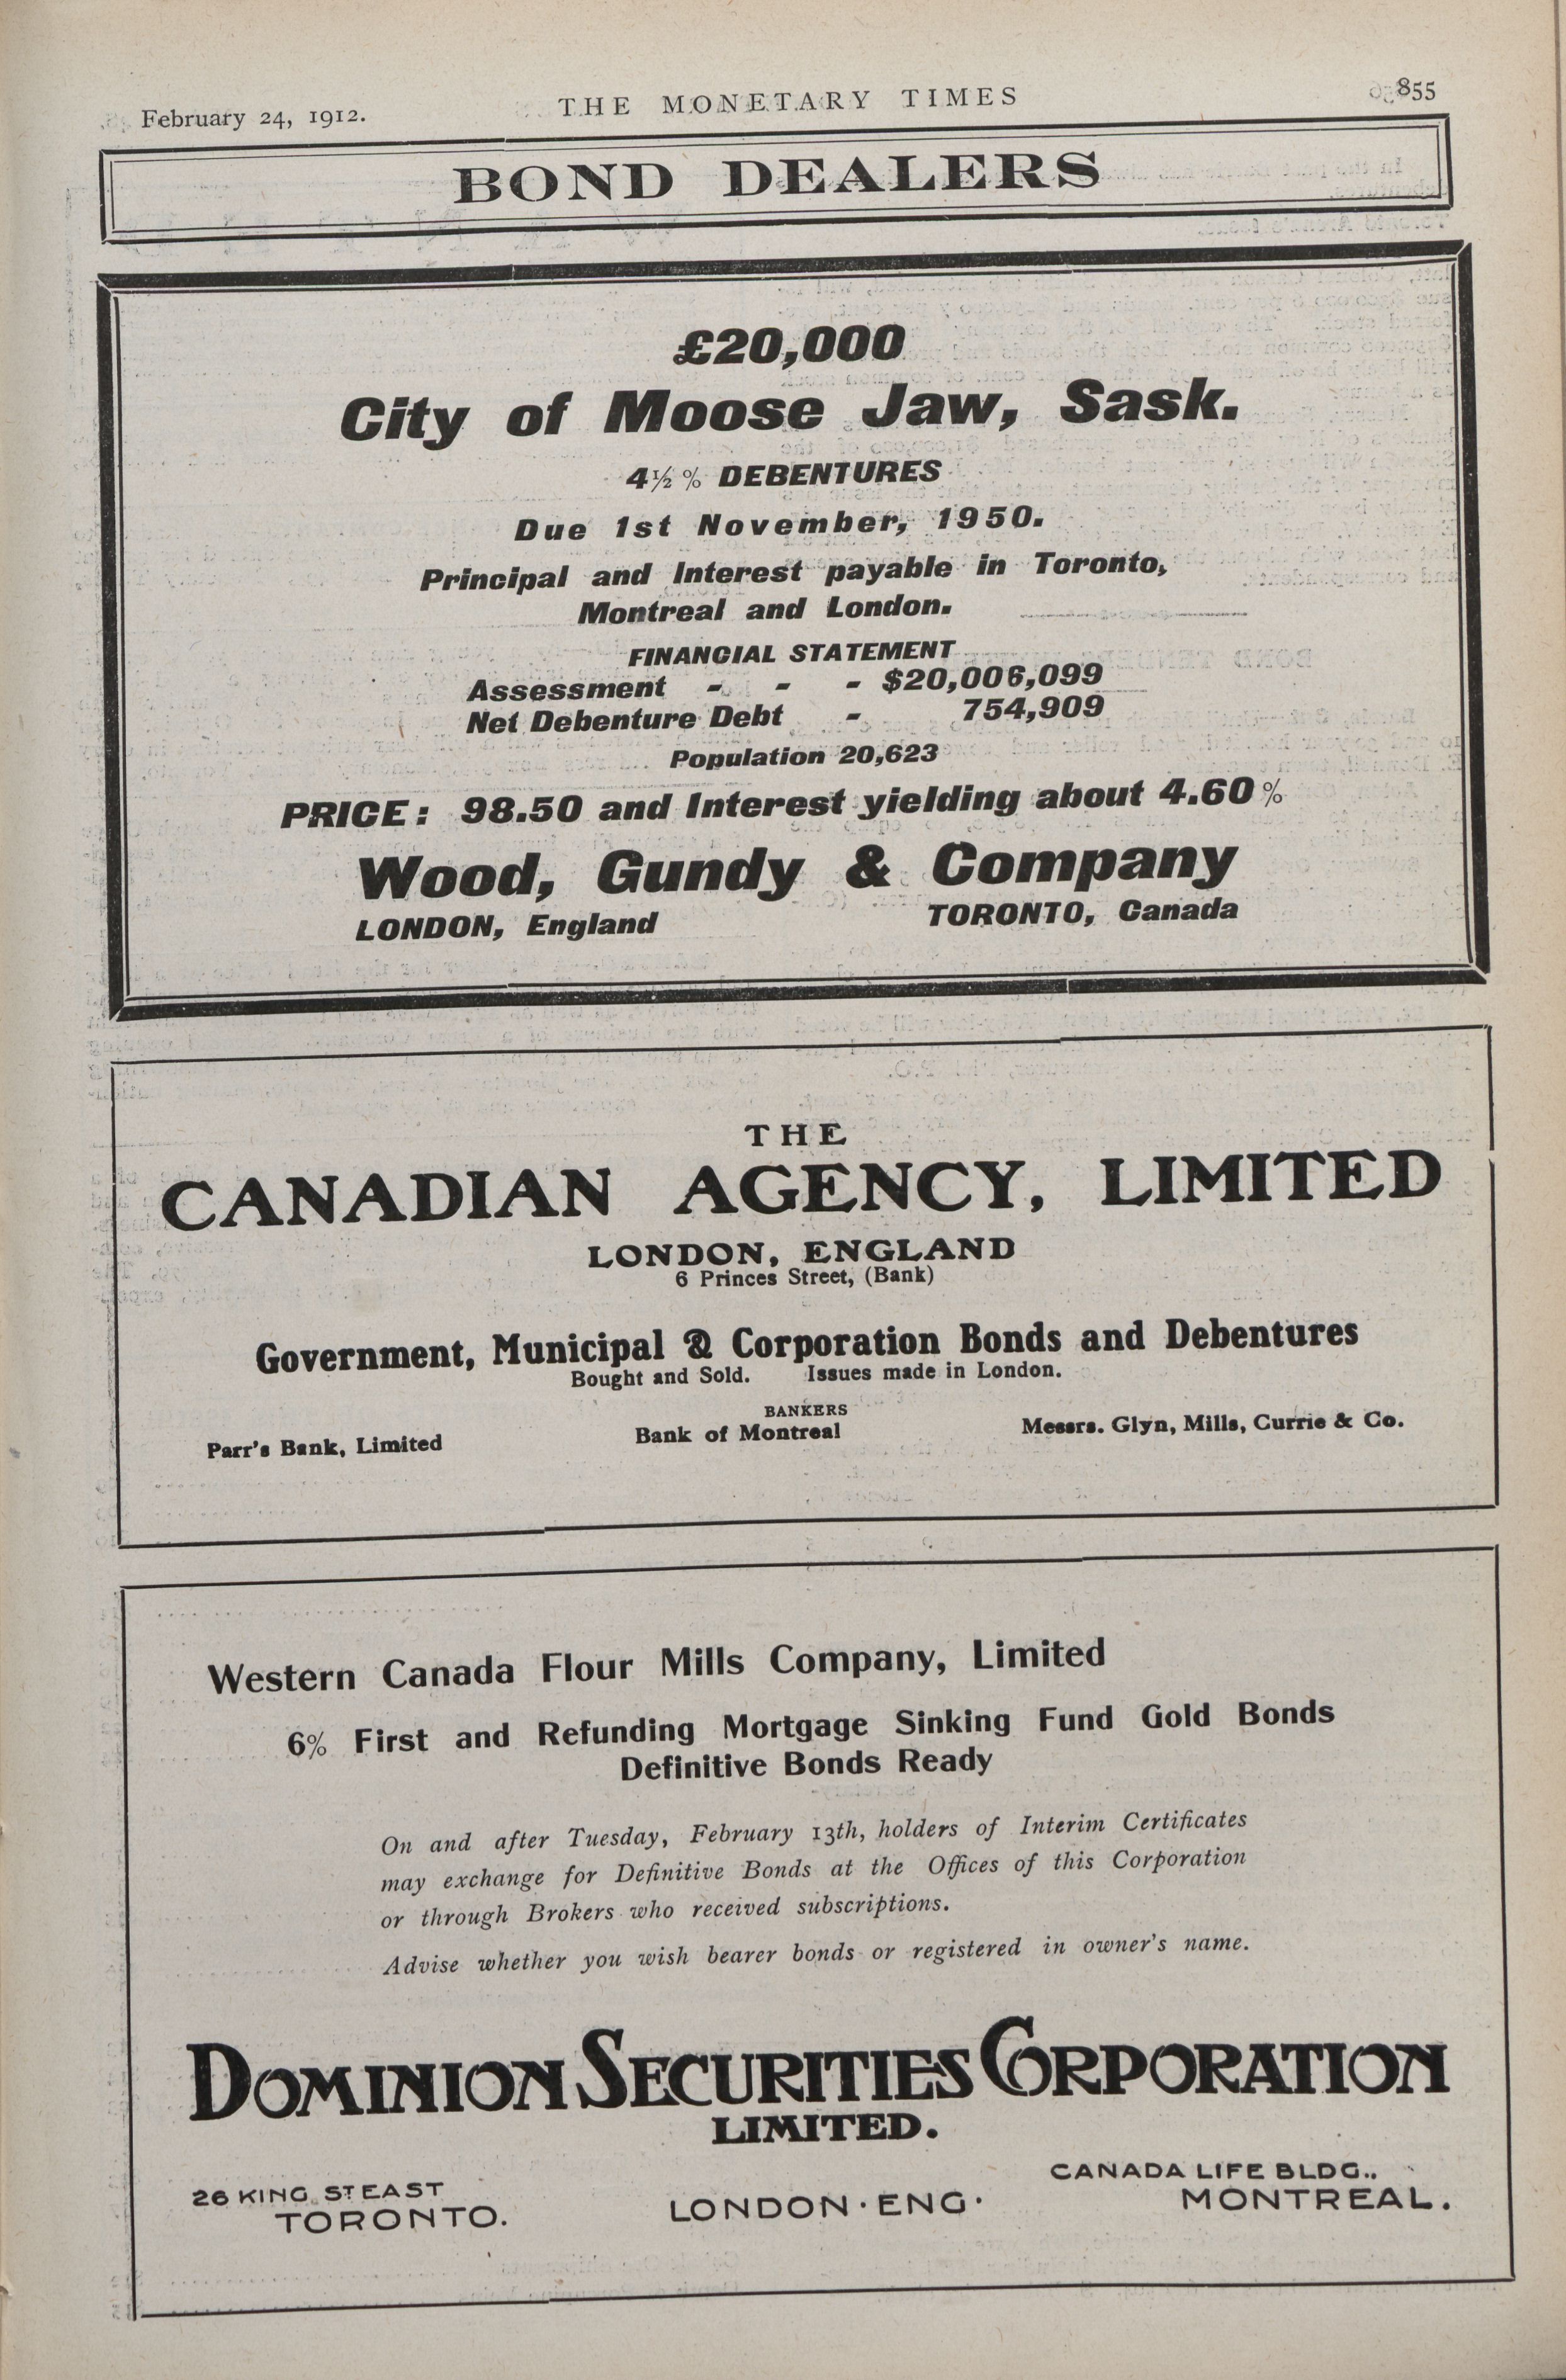 February 24, 1912.
THE MONETARY TIMES
855
BOND DEALERS
£20,000
City of Moose Jaw, Sask.
4½% DEBENTURES
Due 1st November, 1950.
Principal and Interest payable in Toronto,
Montreal and London.
FINANCIAL STATEMENT
Assessment - - - $20,006,099
Net Debenture Debt - 754,909
Population 20,623
PRICE: 98.50 and Interest yielding about 4.60%
Wood, Gundy & Company
LONDON, England TORONTO, Canada
THE
CANADIAN AGENCY, LIMITED
LONDON, ENGLAND
6 Princes Street, (Bank)
Government, Municipal & Corporation Bonds and Debentures
Bought and Sold. Issues made in London.
BANKERS
Parr's Bank, Limited Bank of Montreal Messrs. Glyn, Mills, Currie & Co.
Western Canada Flour Mills Company, Limited
6% First and Refunding Mortgage Sinking Fund Gold Bonds
Definitive Bonds Ready
On and after Tuesday, February 13th, holders of Interim Certificates
may exchange for Definitive Bonds at the Offices of this Corporation
or through Brokers who received subscriptions.
Advise whether you wish bearer bonds or registered in owner's name.
DOMINION SECURITIES CORPORATION
LIMITED.
26 KING ST EAST
TORONTO.
LONDON·ENG·
CANADA LIFE BLDG..
MONTREAL.